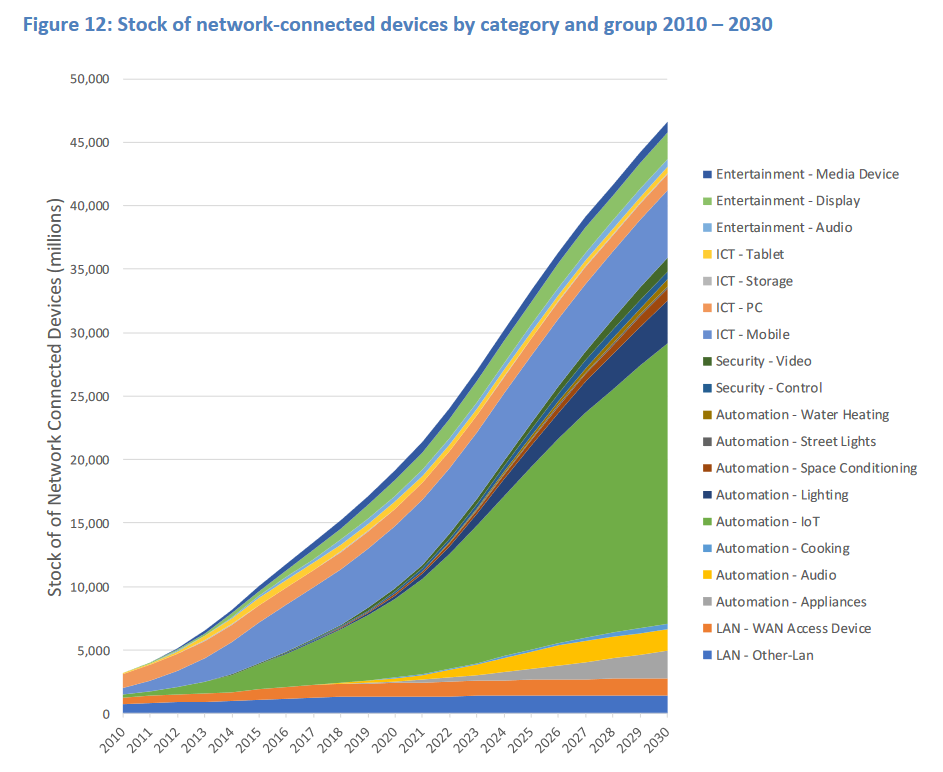 Figure 12: Stock of network-connected devices by category and group 2010 – 2030
Stock of Network Connected Devices (millions)
50,000
45,000
40,000
35,000
30,000
25,000
20,000
15,000
10,000
5,000
0
2010
2011
2012
2013
2014
2015
2016
2017
2018
2019
2020
2021
2022
2023
2024
2025
2026
2027
2028
2029
2030
Entertainment - Media Device
Entertainment - Display
Entertainment - Audio
ICT - Tablet
ICT - Storage
ICT - PC
ICT - Mobile
Security - Video
Security - Control
Automation - Water Heating
Automation - Street Lights
Automation - Space Conditioning
Automation - Lighting
Automation - IoT
Automation - Cooking
Automation - Audio
Automation - Appliances
LAN - WAN Access Device
LAN - Other-Lan